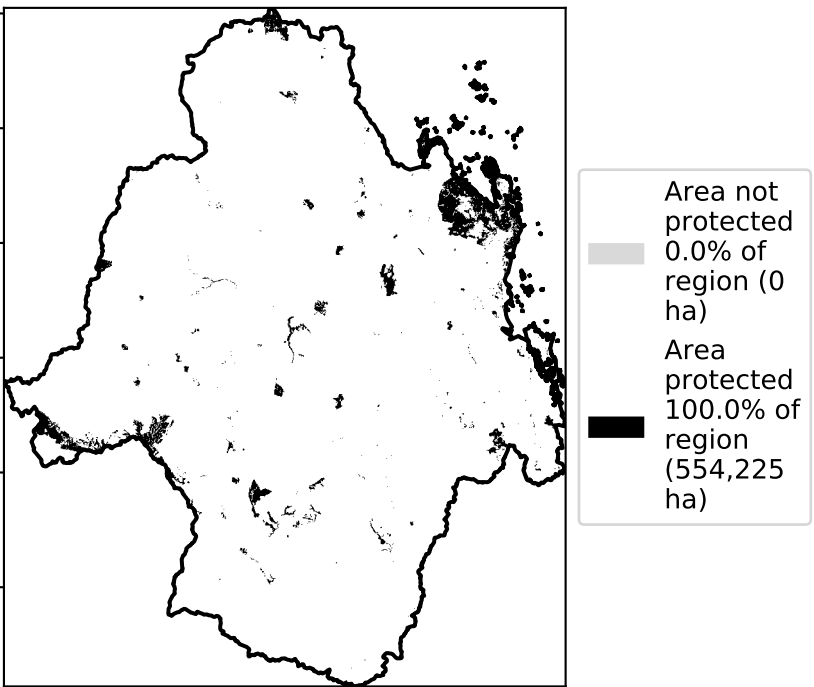 Area not
protected
0.0% of
region (0
ha)
Area
protected
100.0% of
region
(554,225
ha)